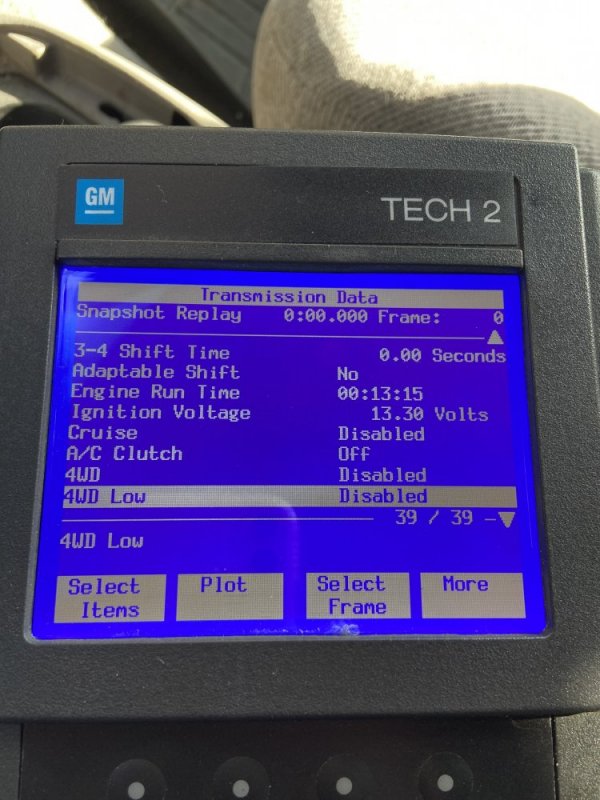 GM
TECH 2
Transmission Data
Snapshot Replay 0:00.000 Frame: 0
3-4 Shift Time 0.00 Seconds
Adaptable Shift No
Engine Run Time 00:13:15
Ignition Voltage 13.30 Volts
Cruise Disabled
A/C Clutch Off
4WD Disabled
4WD Low Disabled
39 / 39
4WD Low
Select Items
Plot
Select Frame
More